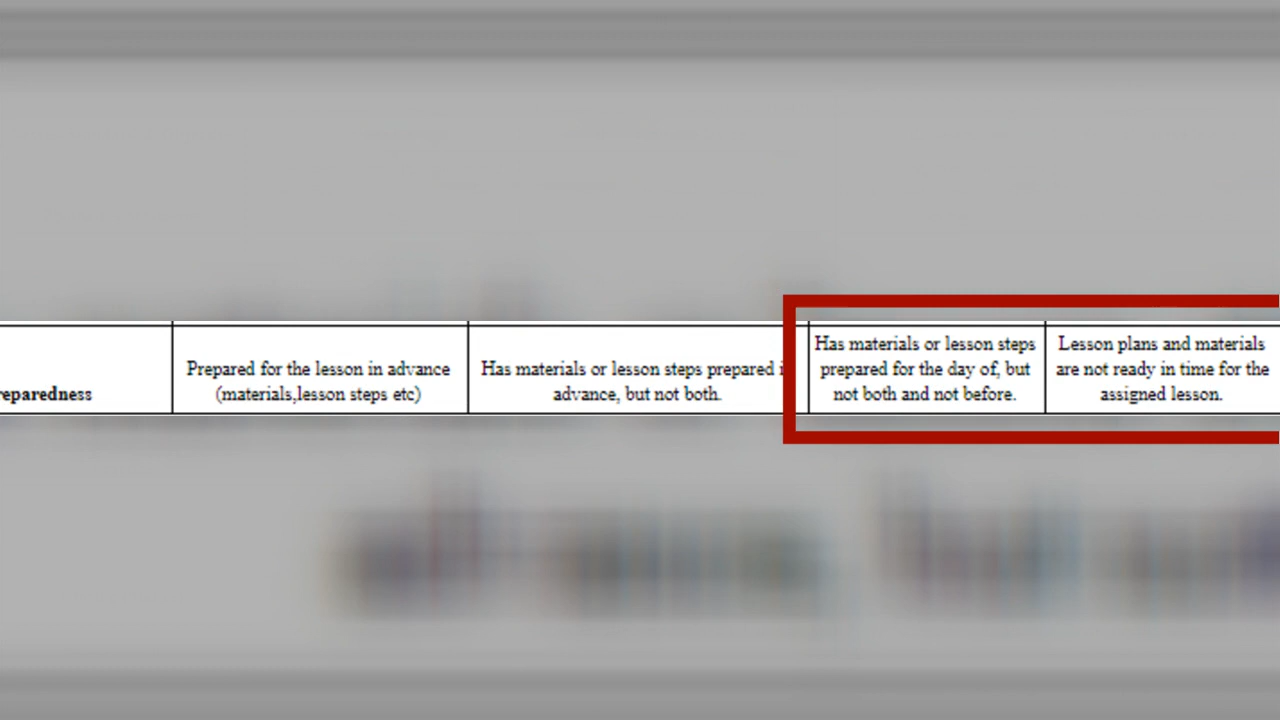 reparedness
Prepared for the lesson in advance
(materials,lesson steps etc)
Has materials or lesson steps prepared i
advance, but not both.
Has materials or lesson steps
prepared for the day of, but
not both and not before.
Lesson plans and materials
are not ready in time for the
assigned lesson.